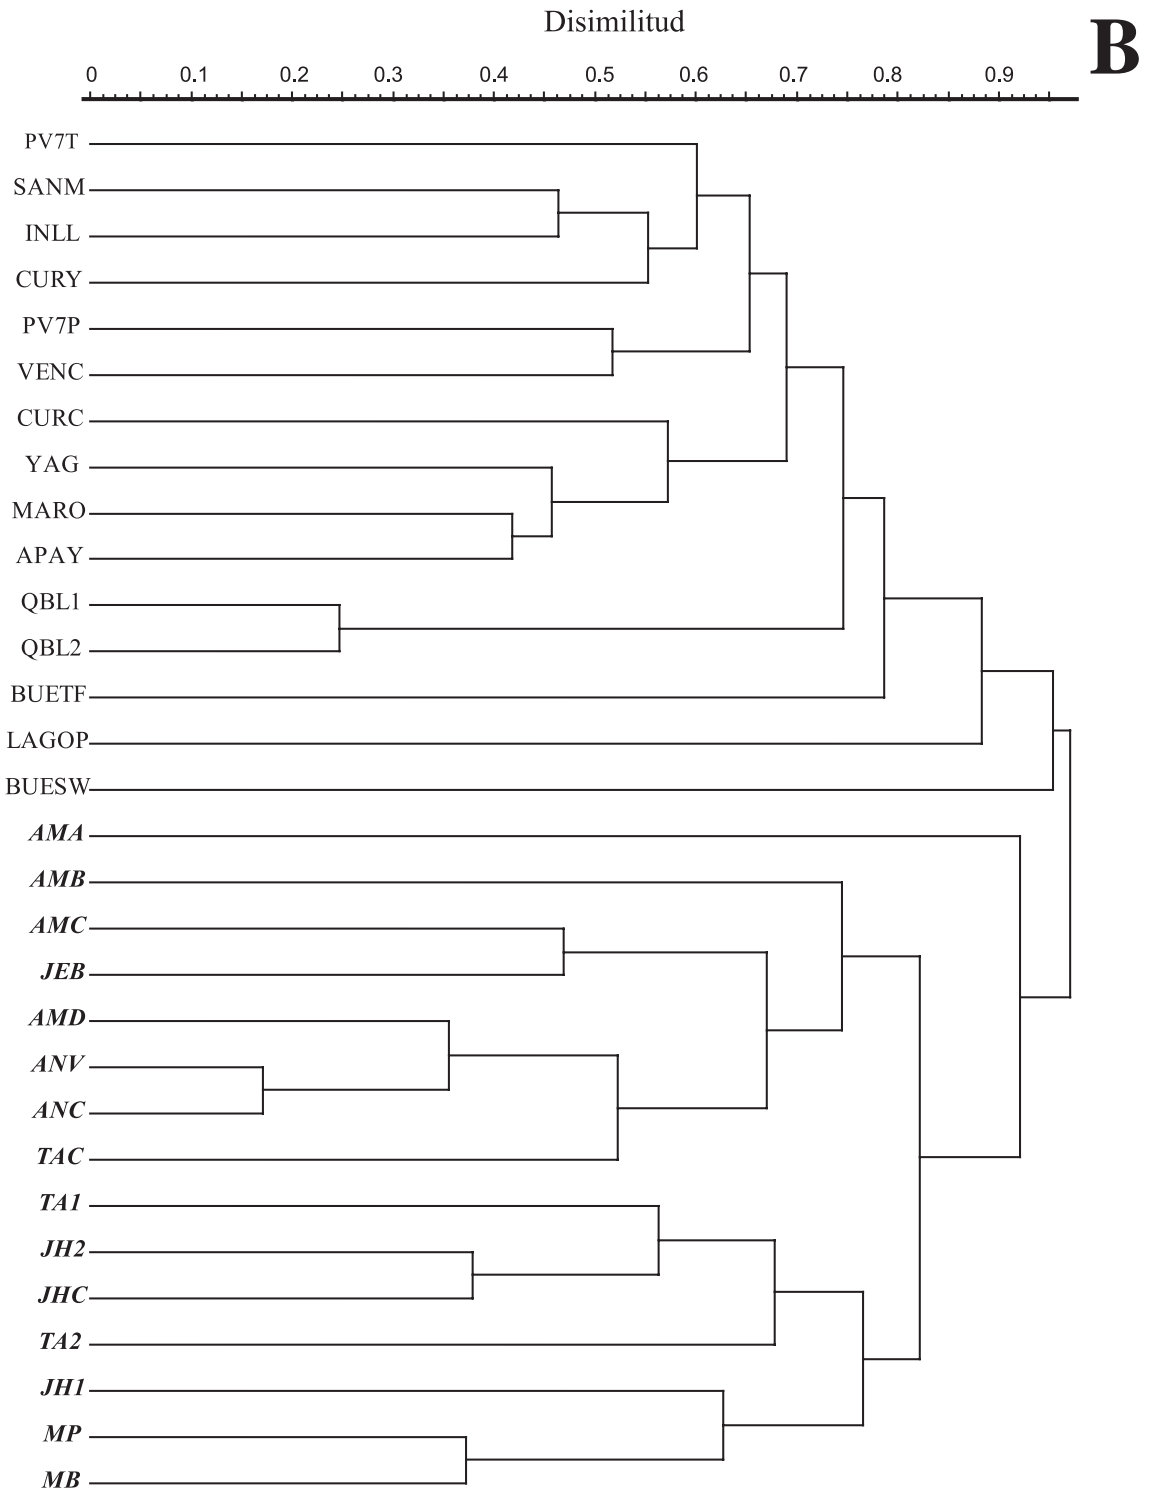 Disimilitud
B
0 0.1 0.2 0.3 0.4 0.5 0.6 0.7 0.8 0.9
PV7T
SANM
INLL
CURY
PV7P
VENC
CURC
YAG
MARO
APAY
QBL1
QBL2
BUETF
LAGOP
BUESW
AMA
AMB
AMC
JEB
AMD
ANV
ANC
TAC
TA1
JH2
JHC
TA2
JH1
MP
MB